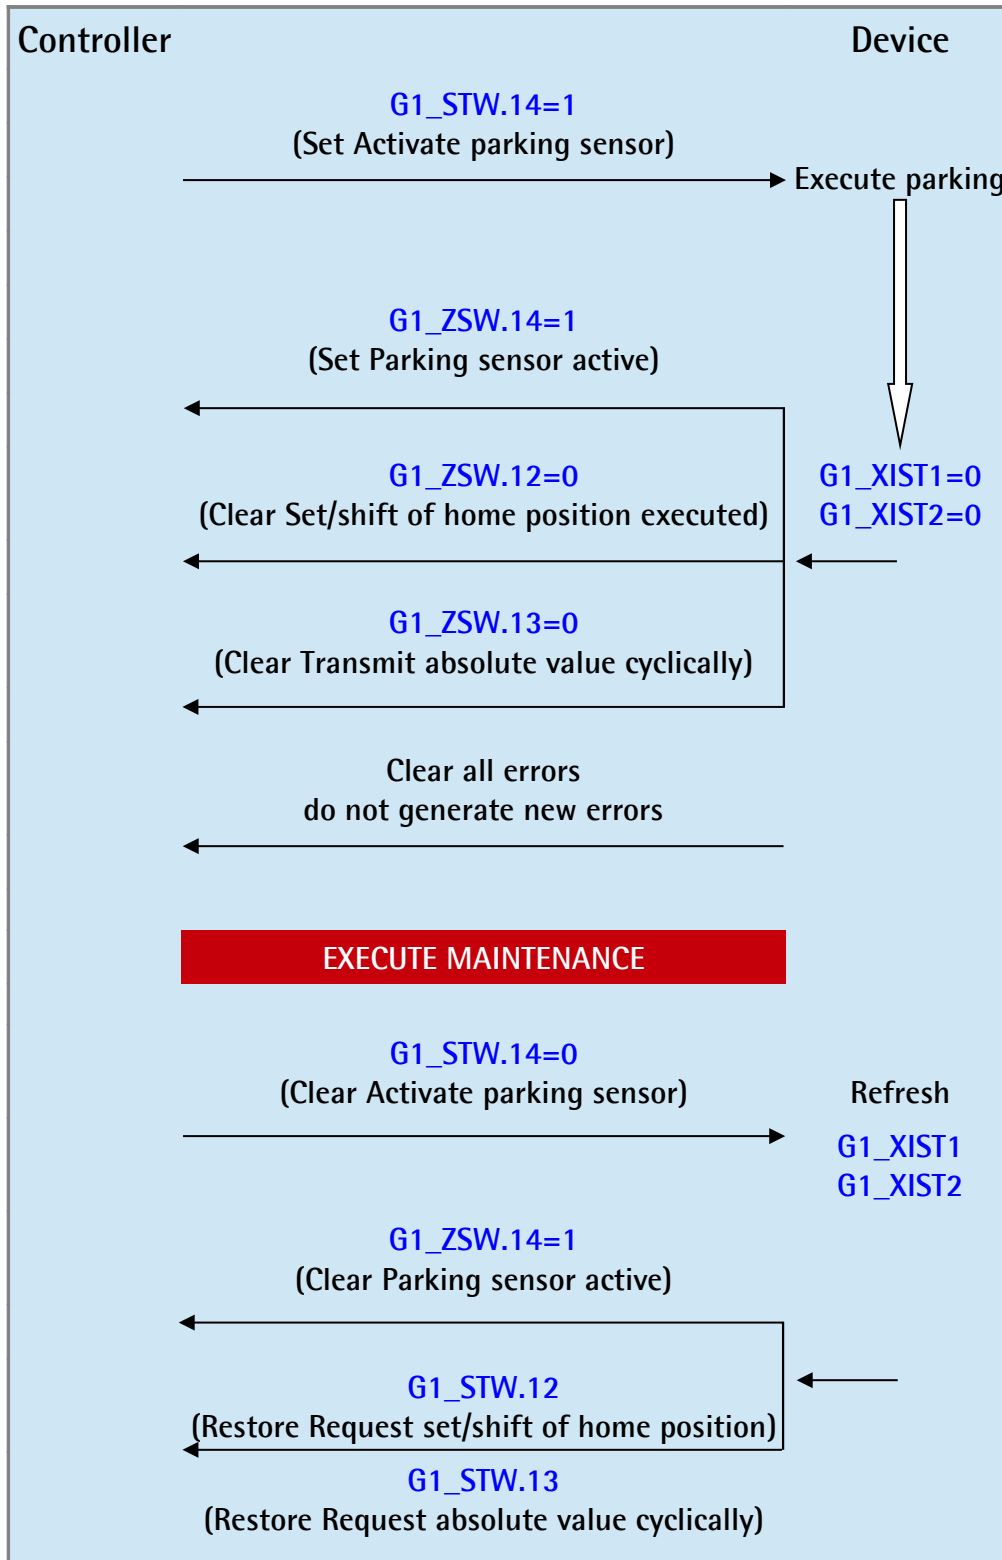 Controller
Device
G1_STW.14=1
(Set Activate parking sensor)
Execute parking
G1_ZSW.14=1
(Set Parking sensor active)
G1_ZSW.12=0
(Clear Set/shift of home position executed)
G1_XIST1=0
G1_XIST2=0
G1_ZSW.13=0
(Clear Transmit absolute value cyclically)
Clear all errors
do not generate new errors
EXECUTE MAINTENANCE
G1_STW.14=0
(Clear Activate parking sensor)
Refresh
G1_XIST1
G1_XIST2
G1_ZSW.14=1
(Clear Parking sensor active)
G1_STW.12
(Restore Request set/shift of home position)
G1_STW.13
(Restore Request absolute value cyclically)